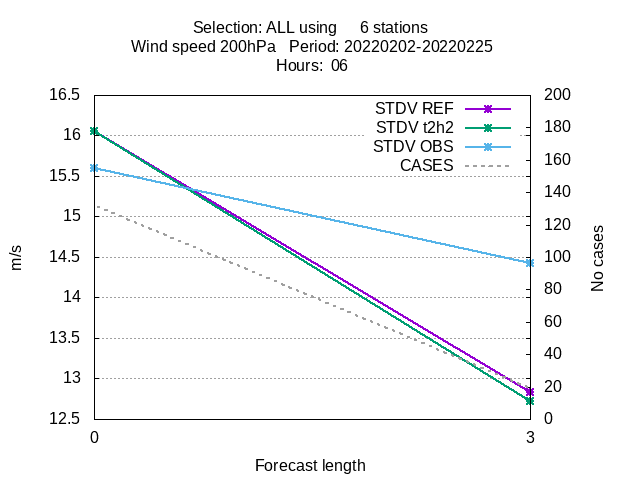 Selection: ALL using 6 stations
Wind speed 200hPa Period: 20220202-20220225
Hours: 06
16.5
16
15.5
15
14.5
14
13.5
13
12.5
200
180
160
140
120
100
80
60
40
20
0
STDV REF
STDV t2h2
STDV OBS
CASES
m/s
No cases
0
3
Forecast length